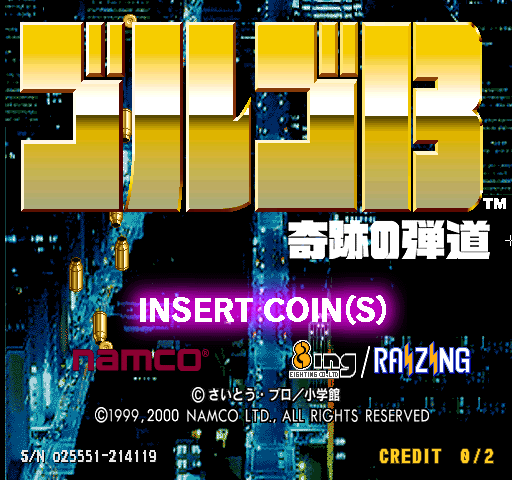 ゴルゴ13
TM
奇跡の弾道
INSERT COIN(S)
namco®
8ing / RAIZING
EIGHTING CO.,LTD
©さいとう・プロ/小学館
©1999,2000 NAMCO LTD., ALL RIGHTS RESERVED
S/N o25551-214119
CREDIT 0/2